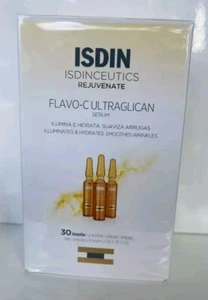 ISDIN
ISDINCEUTICS
REJUVENATE
FLAVO-C ULTRAGLICAN
SERUM
ILUMINA E HIDRATA. SUAVIZA ARRUGAS
ILLUMINATES & HYDRATES, SMOOTHES WRINKLES
30